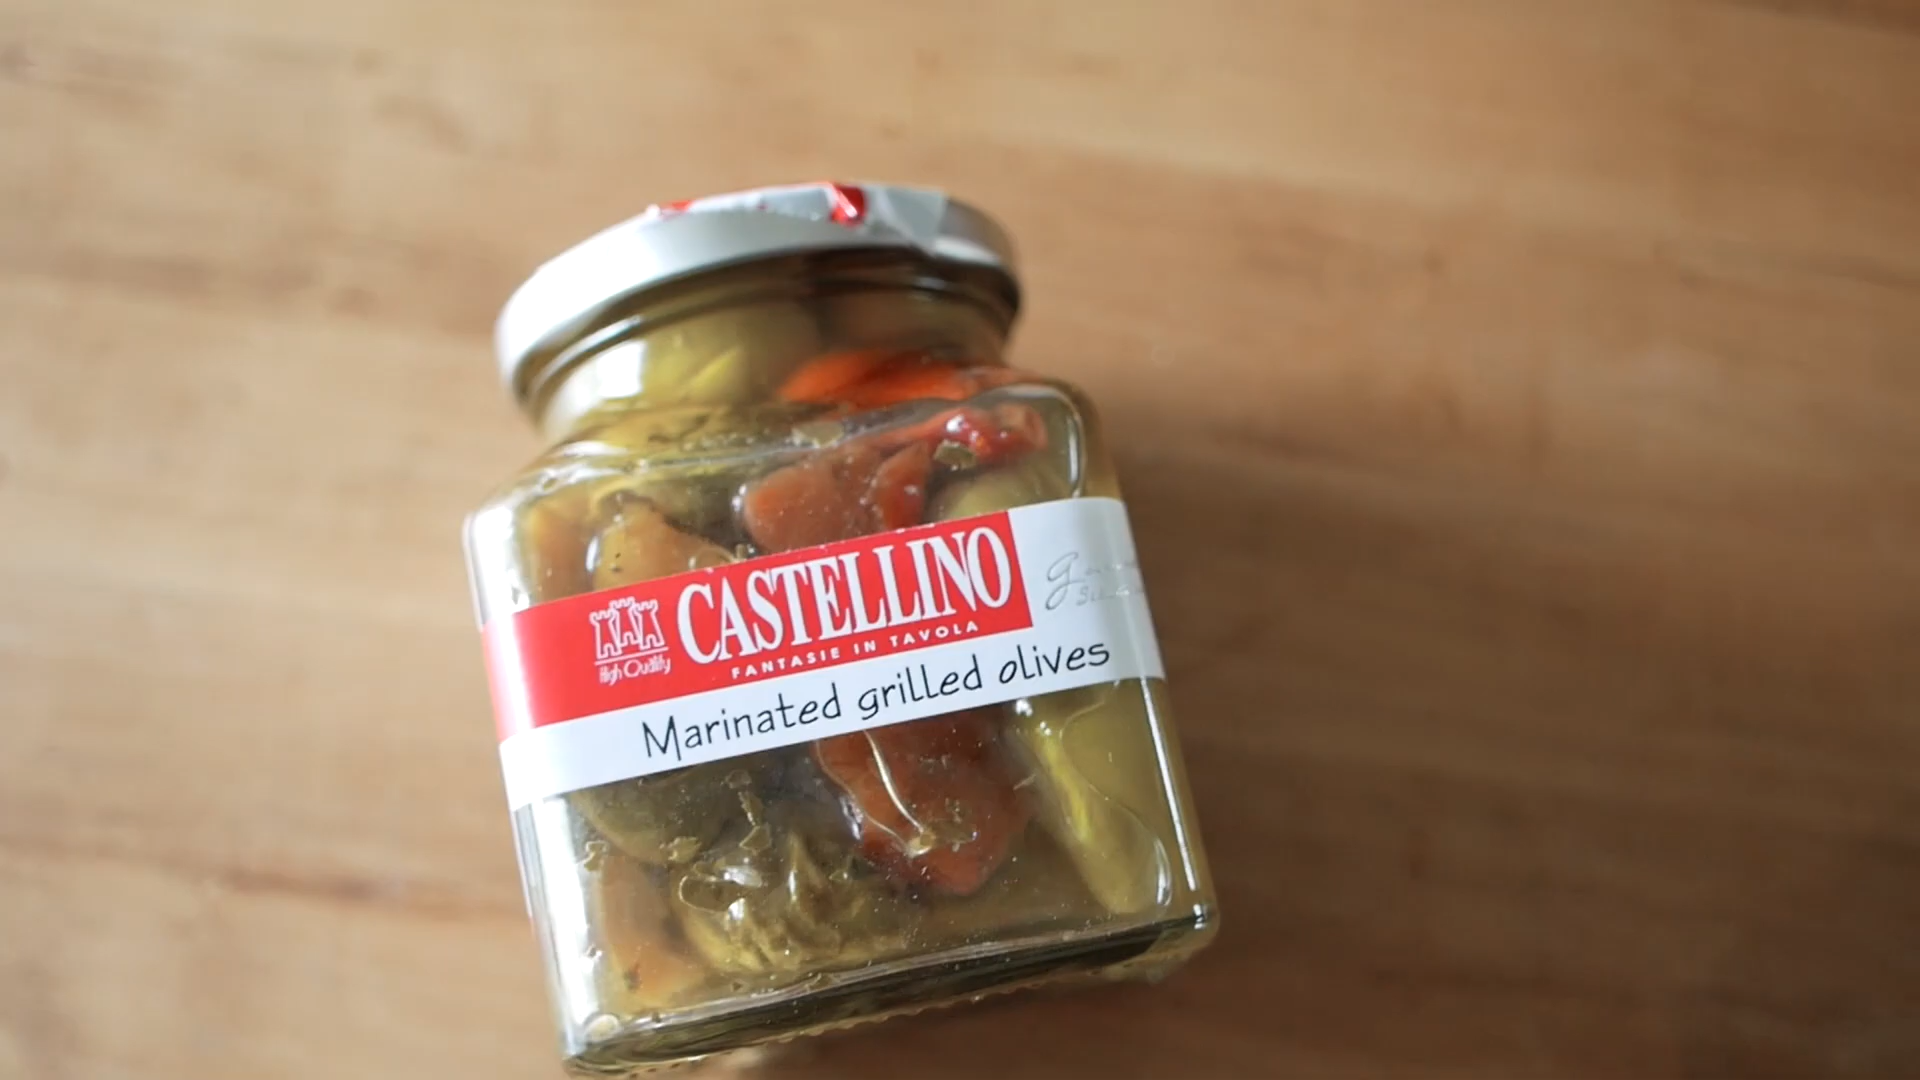 CASTELLINO
High Quality
FANTASIE IN TAVOLA
Marinated grilled olives